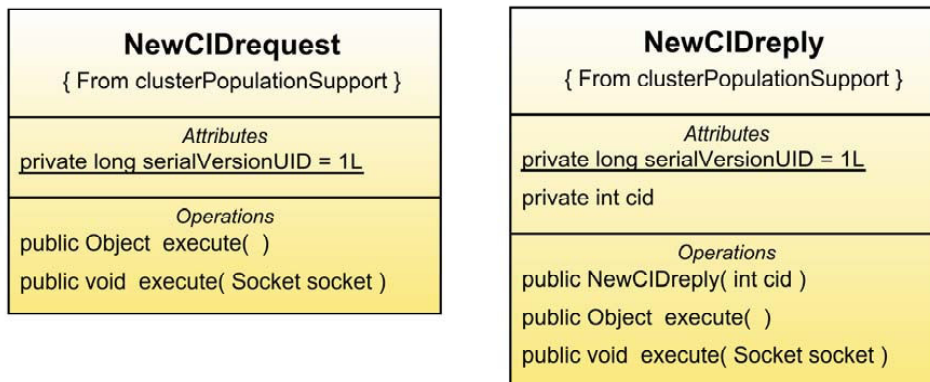 NewCIDrequest
{ From clusterPopulationSupport }
Attributes
private long serialVersionUID = 1L
Operations
public Object execute( )
public void execute( Socket socket )
NewCIDreply
{ From clusterPopulationSupport }
Attributes
private long serialVersionUID = 1L
private int cid
Operations
public NewCIDreply( int cid )
public Object execute( )
public void execute( Socket socket )